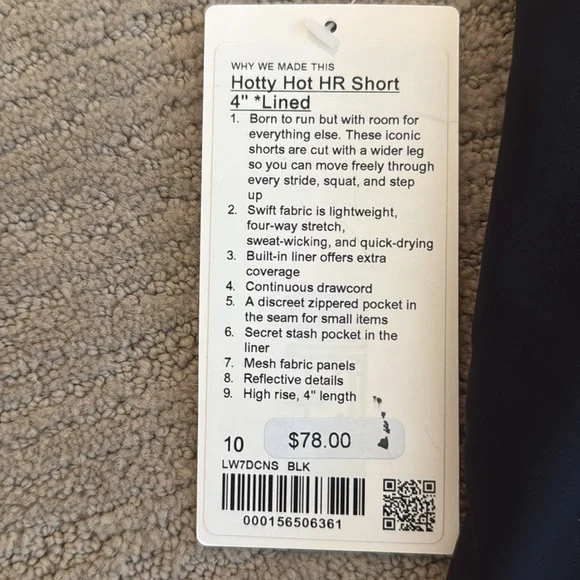 WHY WE MADE THIS
Hotty Hot HR Short
4" *Lined
1. Born to run but with room for
everything else. These iconic
shorts are cut with a wider leg
so you can move freely through
every stride, squat, and step
up
2. Swift fabric is lightweight,
four-way stretch,
sweat-wicking, and quick-drying
3. Built-in liner offers extra
coverage
4. Continuous drawcord
5. A discreet zippered pocket in
the seam for small items
6. Secret stash pocket in the
liner
7. Mesh fabric panels
8. Reflective details
9. High rise, 4" length
10 $78.00
LW7DCNS BLK
000156506361